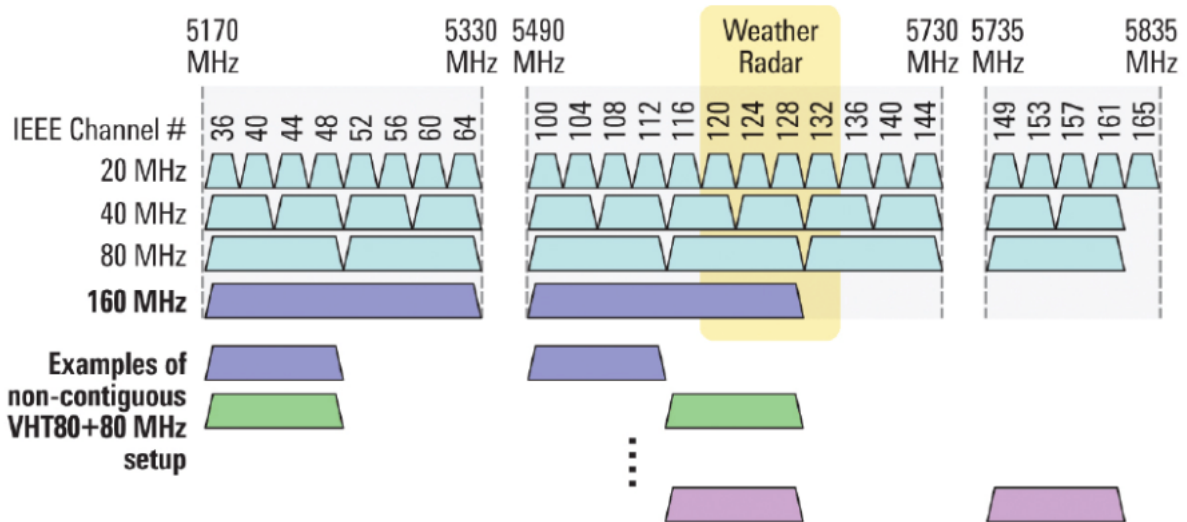 5170 MHz
5330 MHz
5490 MHz
Weather Radar
5730 MHz
5735 MHz
5835 MHz
IEEE Channel # 36 40 44 48 52 56 60 64 100 104 108 112 116 120 124 128 132 136 140 144 149 153 157 161 165
20 MHz
40 MHz
80 MHz
160 MHz
Examples of
non-contiguous
VHT80+80 MHz
setup